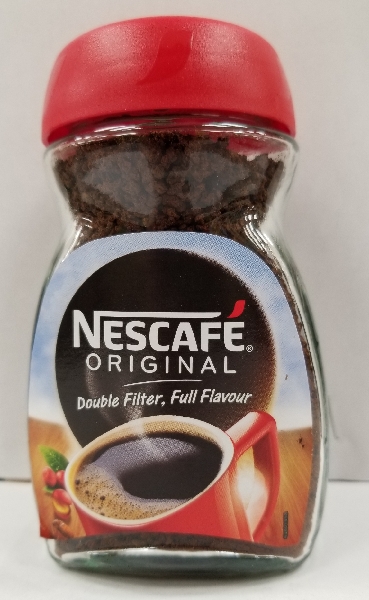 NESCAFÉ®
ORIGINAL
Double Filter, Full Flavour